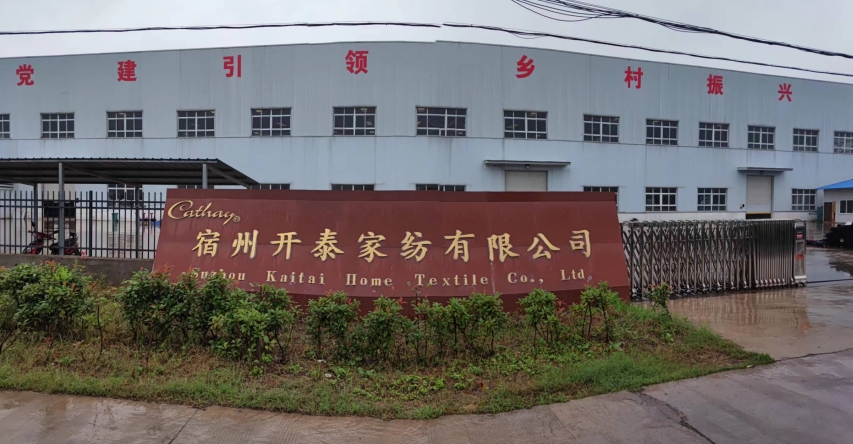 党建引领乡村振兴
Cathay®
宿州开泰家纺有限公司
Suzhou Kaitai Home Textile Co., Ltd.